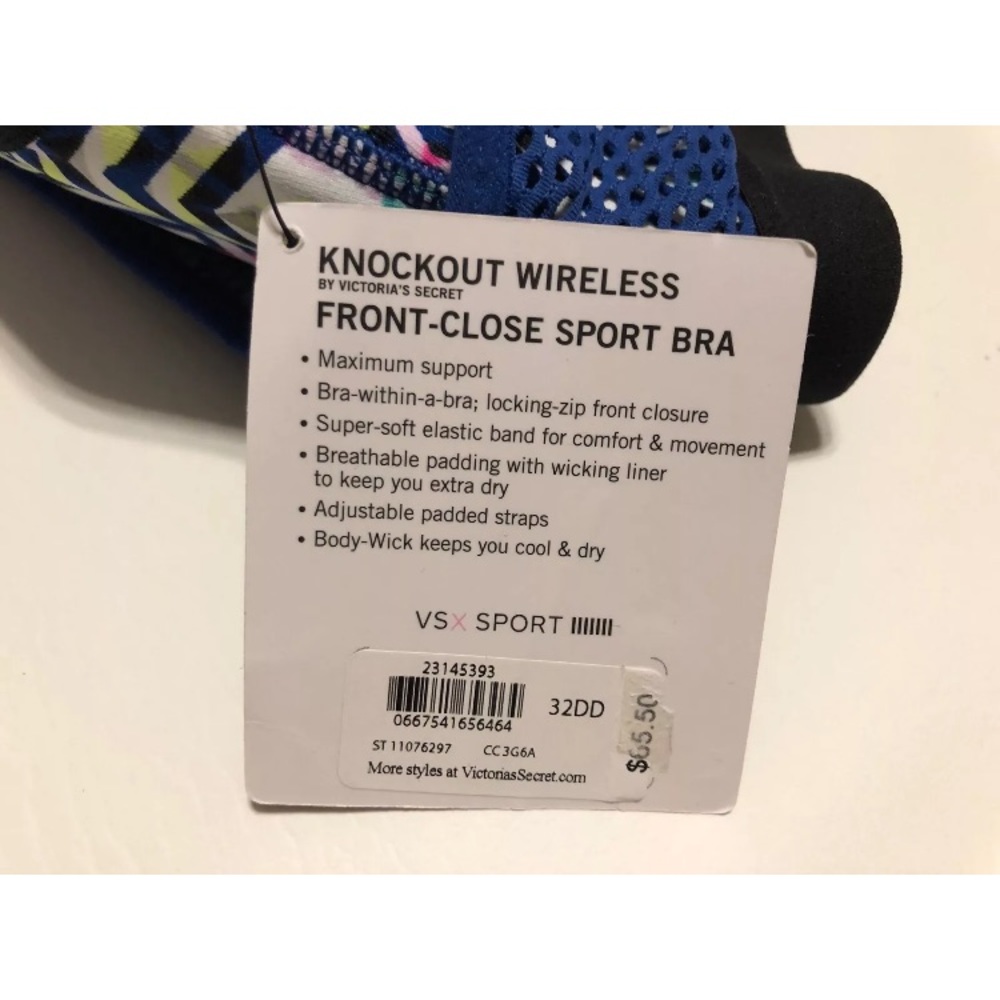 KNOCKOUT WIRELESS
BY VICTORIA'S SECRET
FRONT-CLOSE SPORT BRA
• Maximum support
• Bra-within-a-bra; locking-zip front closure
• Super-soft elastic band for comfort & movement
• Breathable padding with wicking liner
to keep you extra dry
• Adjustable padded straps
• Body-Wick keeps you cool & dry
VSX SPORT
23145393
0667541656464
32DD
$65.50
ST 11076297 CC 3G6A
More styles at VictoriasSecret.com